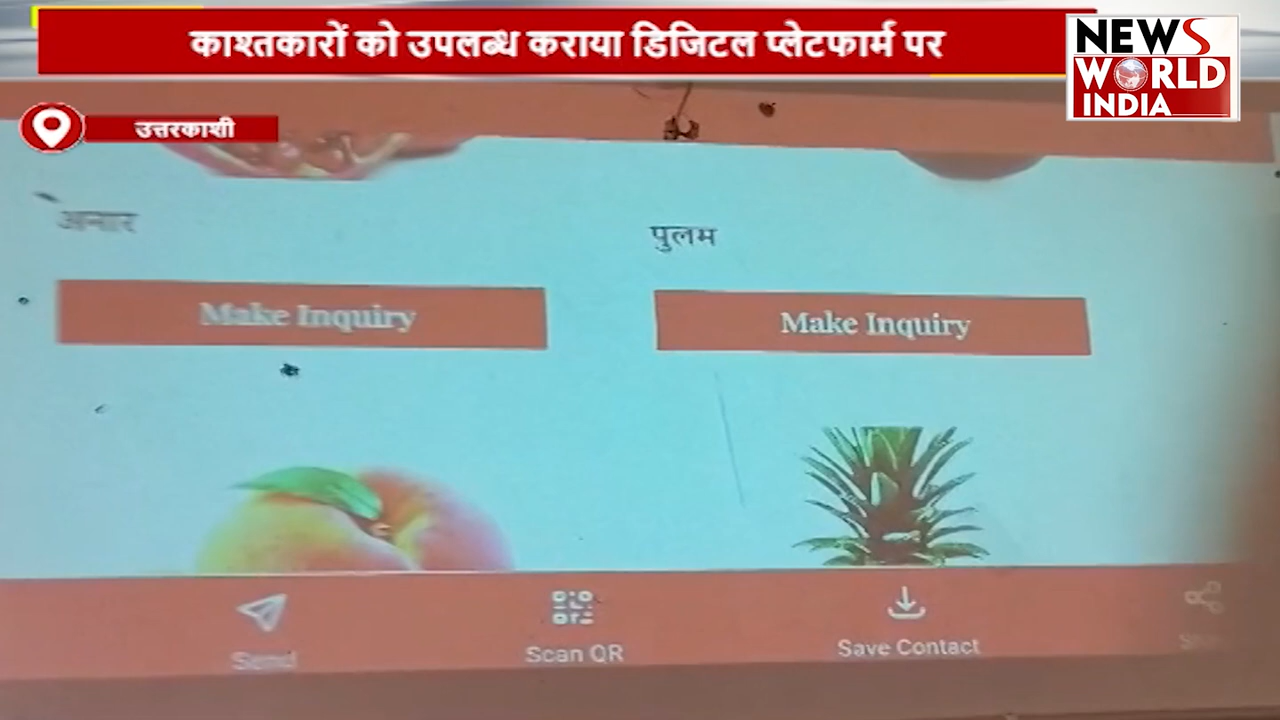 काश्तकारों को उपलब्ध कराया डिजिटल प्लेटफार्म पर
NEWS
WORLD
INDIA
उत्तरकाशी
अनार
पुलम
Make Inquiry
Make Inquiry
Send
Scan QR
Save Contact